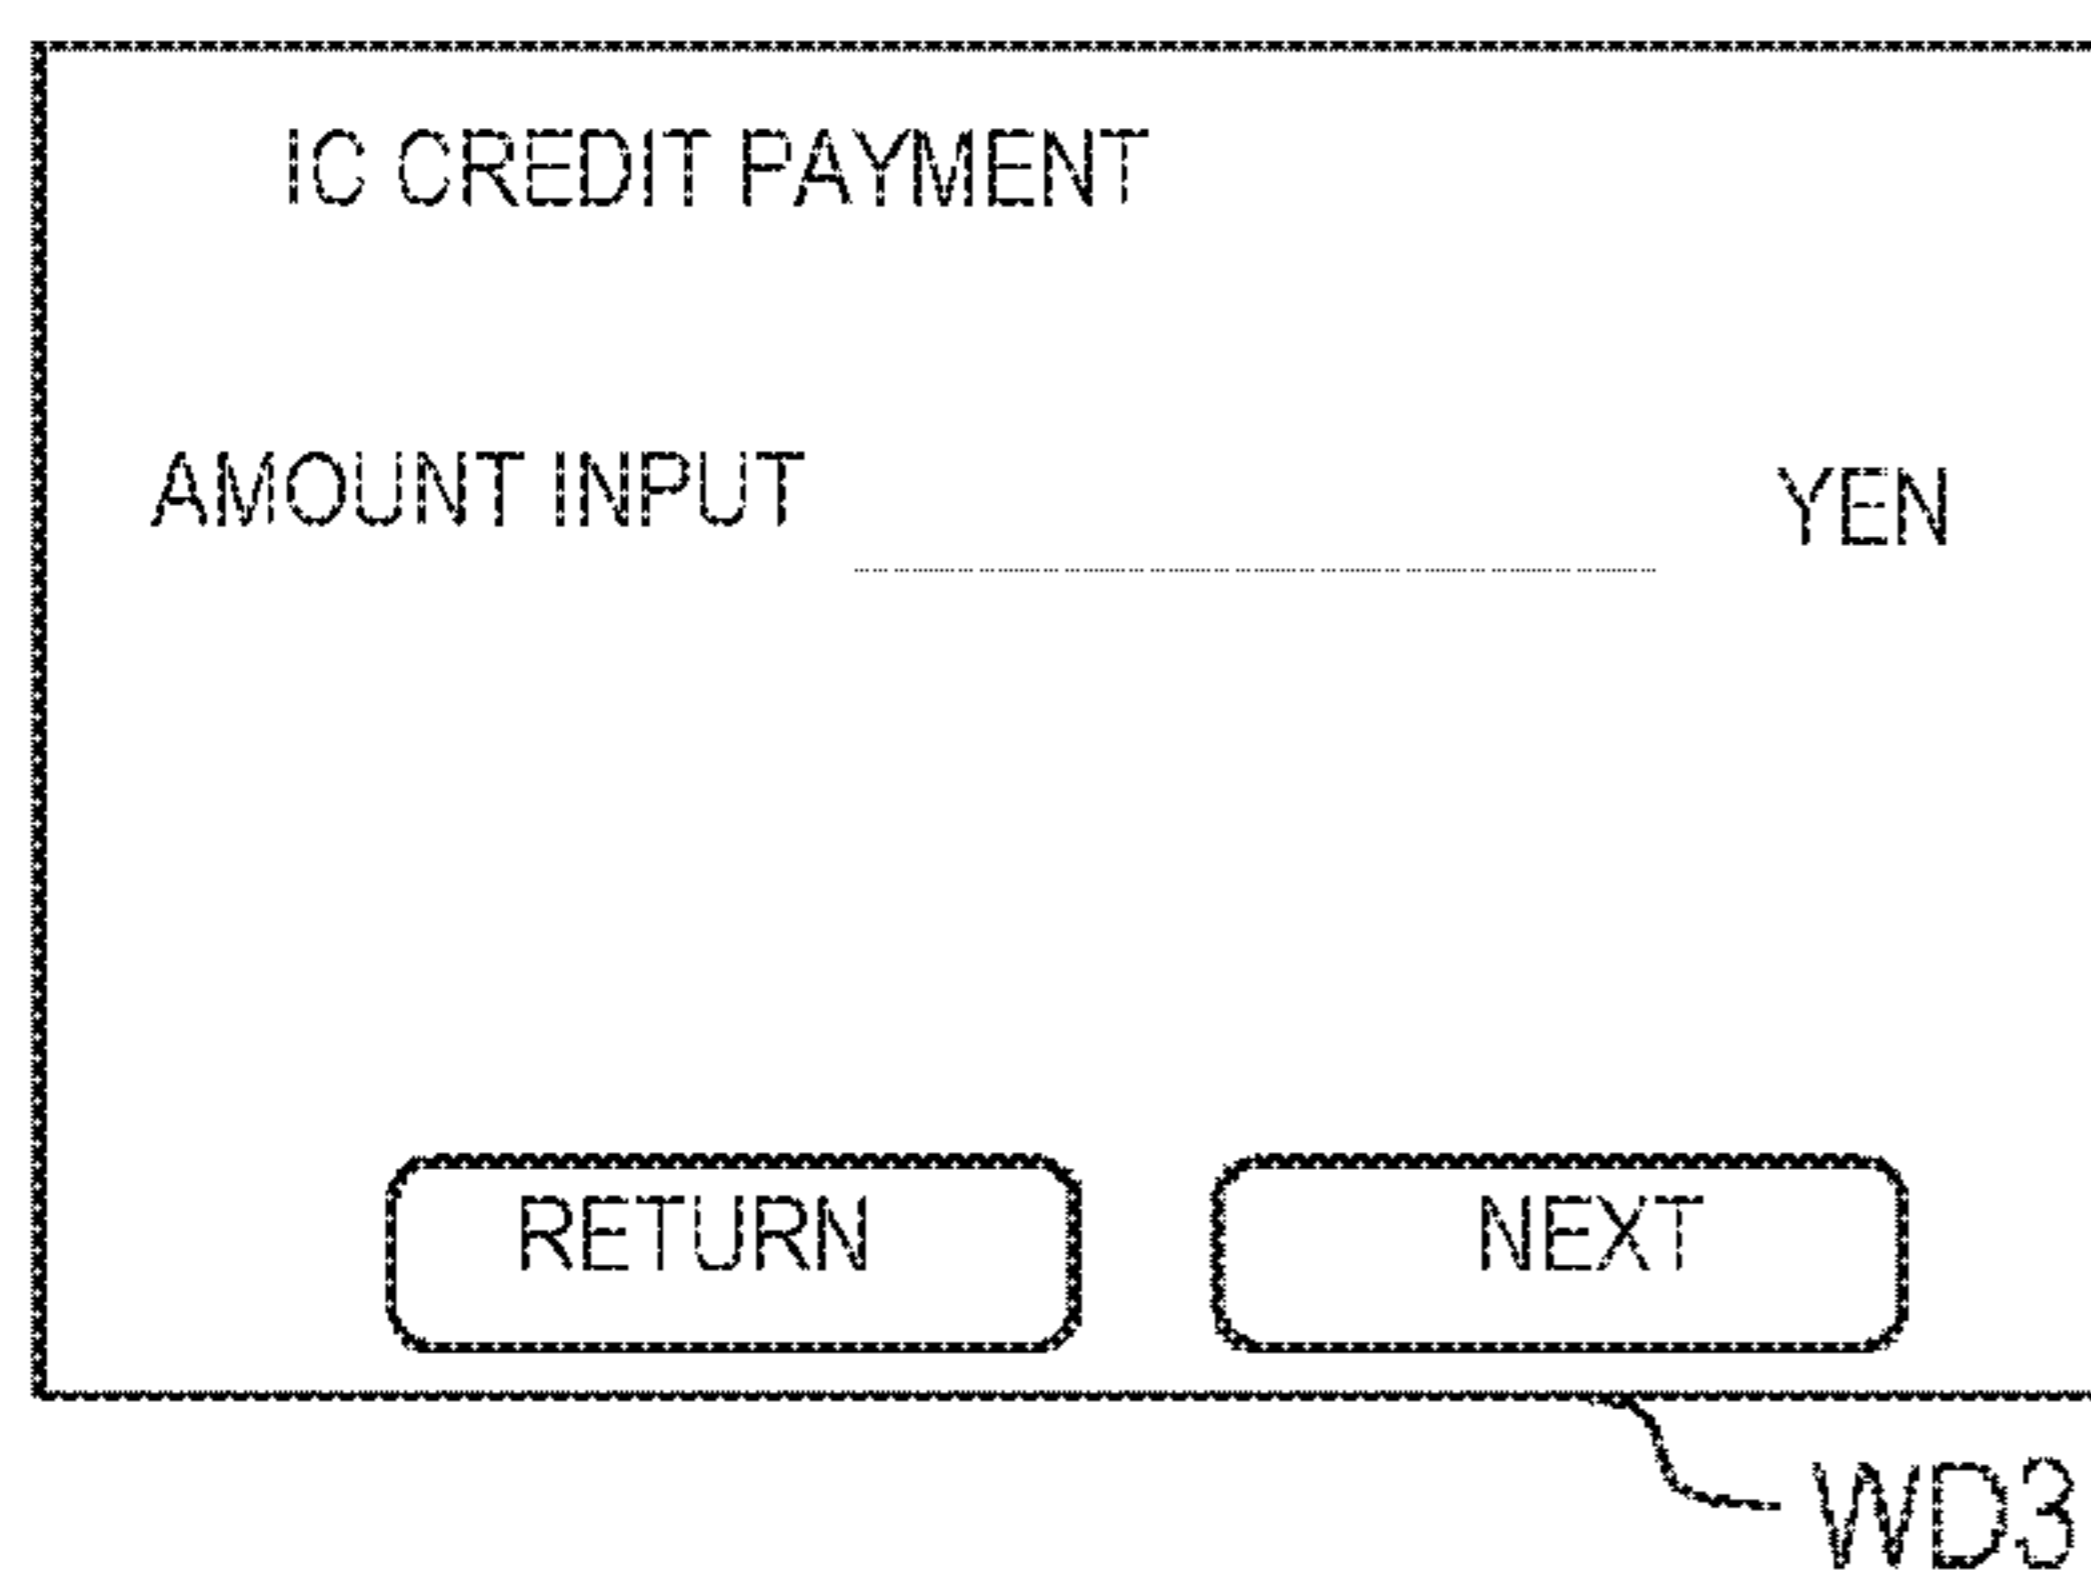 IC CREDIT PAYMENT
AMOUNT INPUT YEN
RETURN NEXT
WD3